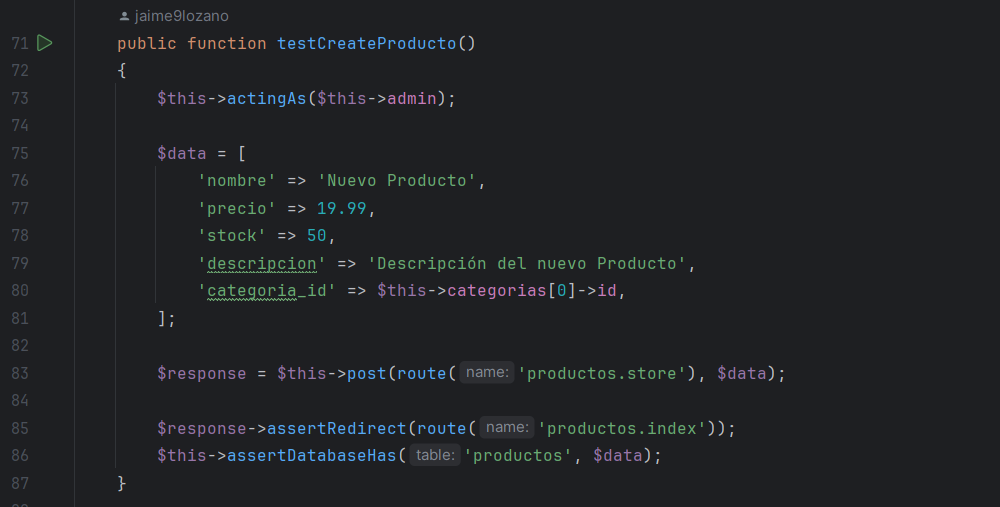 jaime9lozano
71 public function testCreateProducto()
72 {
73 $this->actingAs($this->admin);
74
75 $data = [
76 'nombre' => 'Nuevo Producto',
77 'precio' => 19.99,
78 'stock' => 50,
79 'descripcion' => 'Descripción del nuevo Producto',
80 'categoria_id' => $this->categorias[0]->id,
81 ];
82
83 $response = $this->post(route( name: 'productos.store'), $data);
84
85 $response->assertRedirect(route( name: 'productos.index'));
86 $this->assertDatabaseHas( table: 'productos', $data);
87 }